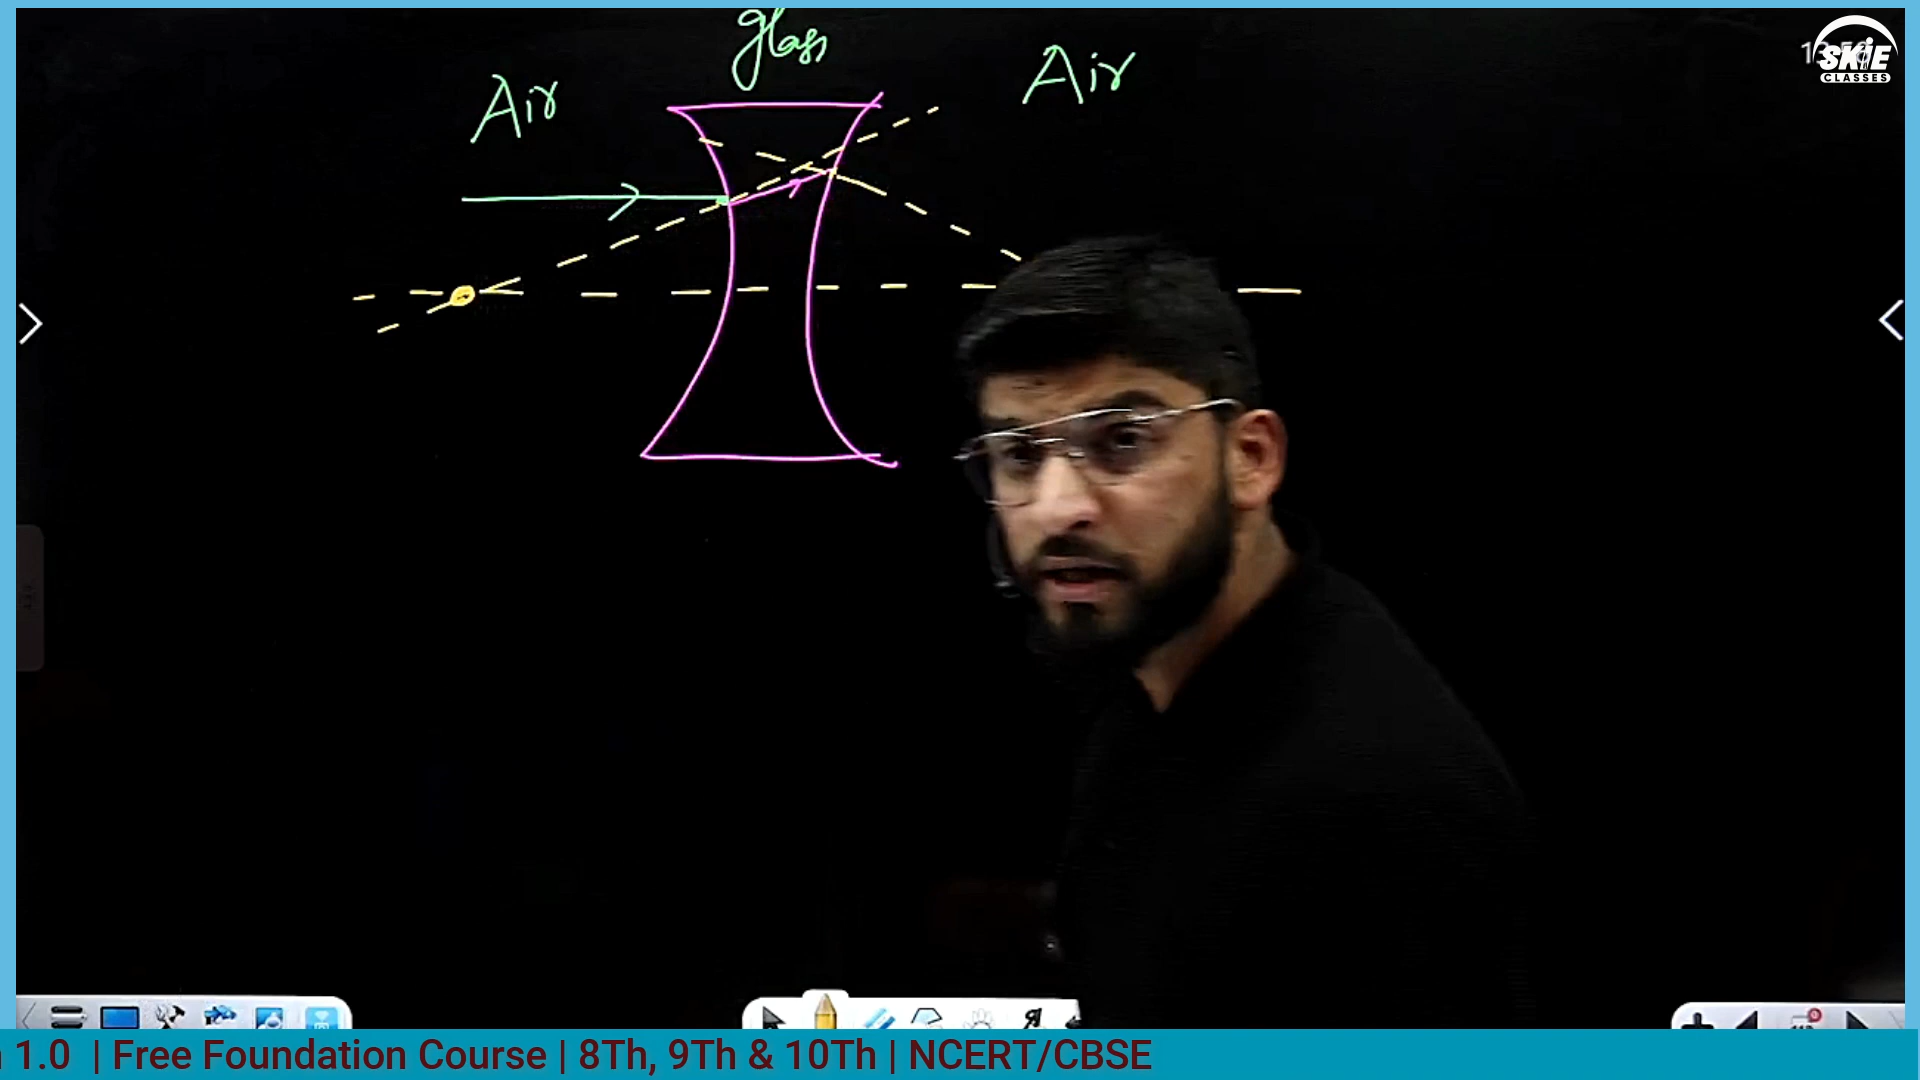 glass
Air
Air
SKIE
CLASSES
1.0 | Free Foundation Course | 8Th, 9Th & 10Th | NCERT/CBSE